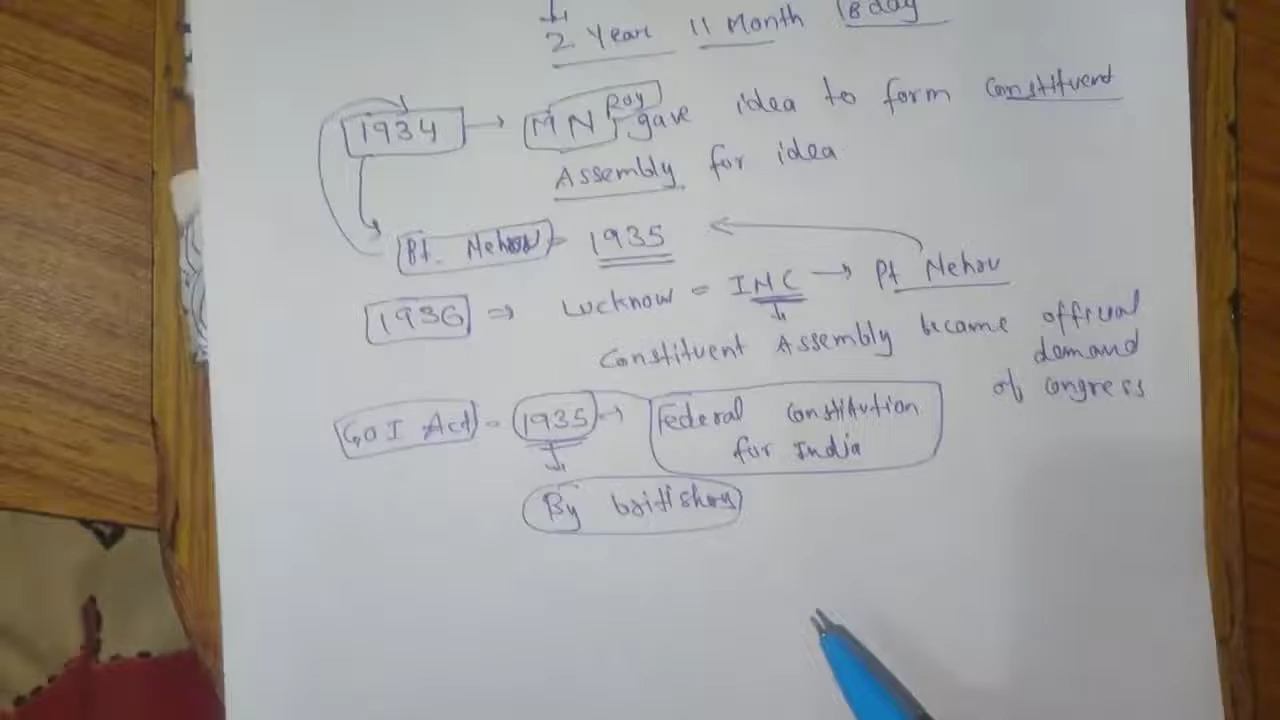 2 Year 11 Month 18 day
1934 → MN Roy gave idea to form Constituent
Assembly for idea
Pt. Nehru = 1935
1936 ⇒ Lucknow = INC → Pt Nehru
Constituent Assembly became official
demand
of congress
GOI Act = 1935 → Federal Constitution
for India
By britishers